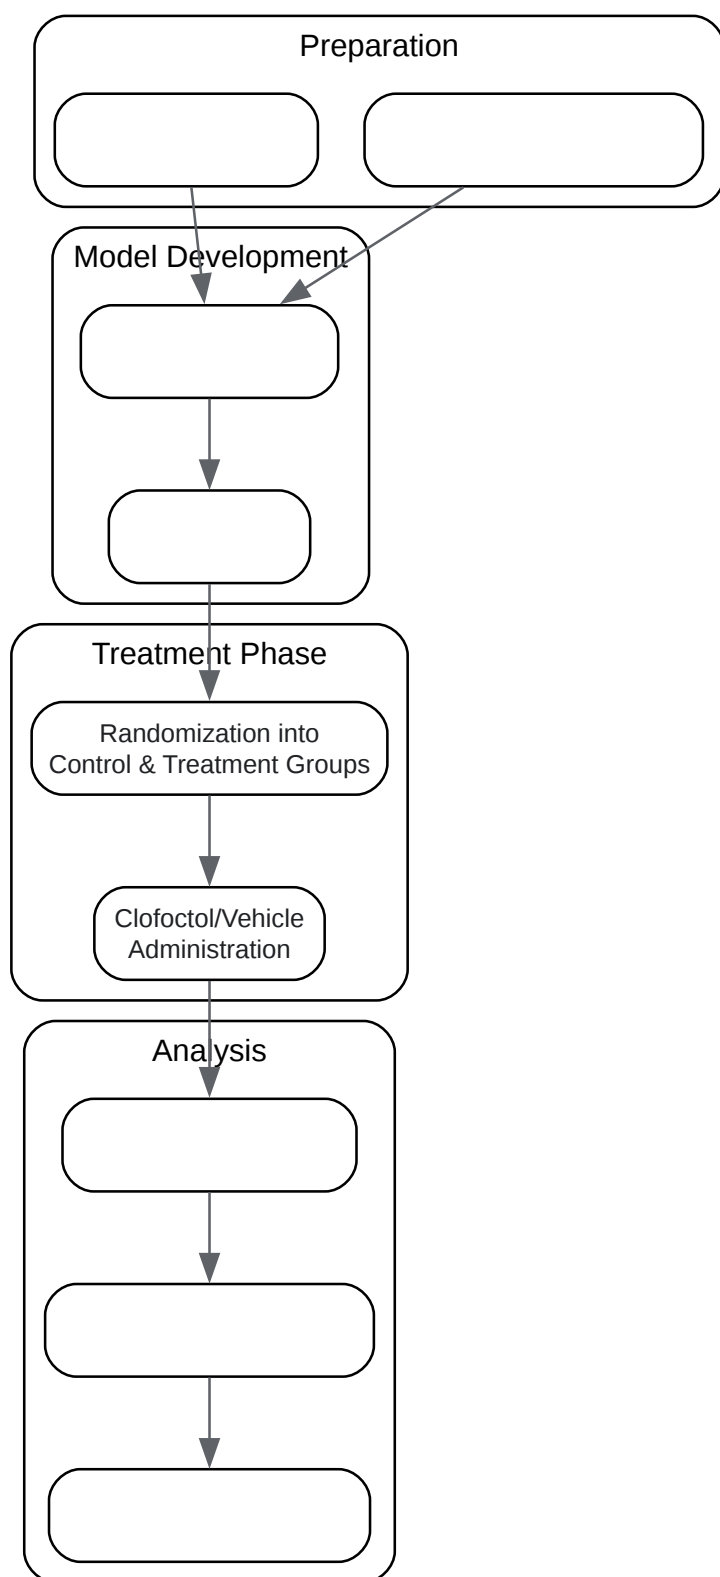 Preparation
Model Development
Treatment Phase
Randomization into
Control & Treatment Groups
Clofoctol/Vehicle
Administration
Analysis